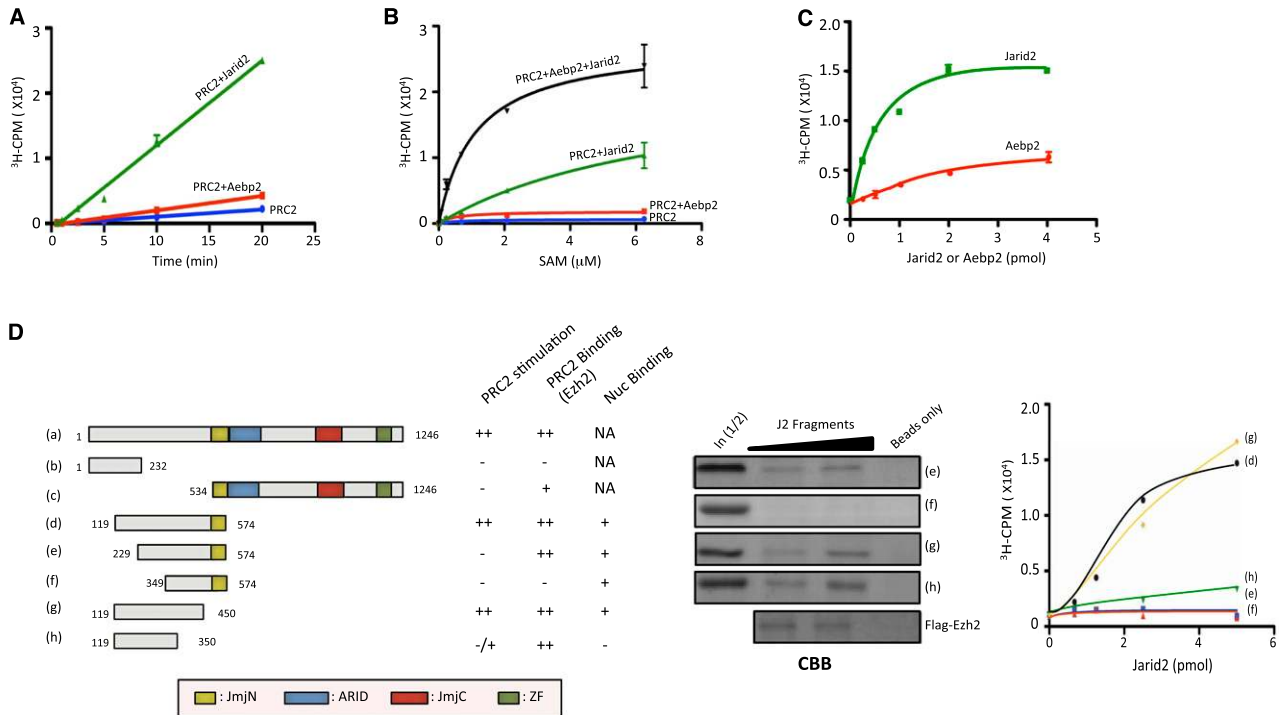 A
3
2
1
0
³H-CPM ( X10⁴)
PRC2+Jarid2
PRC2+Aebp2
PRC2
0 5 10 15 20 25
Time (min)
B
3
2
1
0
³H-CPM ( X10⁴)
PRC2+Aebp2+Jarid2
PRC2+Jarid2
PRC2+Aebp2
PRC2
0 2 4 6 8
SAM (μM)
C
2.0
1.5
1.0
0.5
0
³H-CPM ( X10⁴)
Jarid2
Aebp2
0 1 2 3 4 5
Jarid2 or Aebp2 (pmol)
D
PRC2 stimulation
PRC2 Binding
(Ezh2)
Nuc Binding
(a) 1 1246 ++ ++ NA
(b) 1 232 - - NA
(c) 534 1246 - + NA
(d) 119 574 ++ ++ +
(e) 229 574 - ++ +
(f) 349 574 - - +
(g) 119 450 ++ ++ +
(h) 119 350 -/+ ++ -
: JmjN : ARID : JmjC : ZF
In (1/2)
J2 Fragments
Beads only
(e)
(f)
(g)
(h)
Flag-Ezh2
CBB
2.0
1.5
1.0
0.5
0
³H-CPM ( X10⁴)
(g)
(d)
(h)
(e)
(f)
0 2 4 6
Jarid2 (pmol)